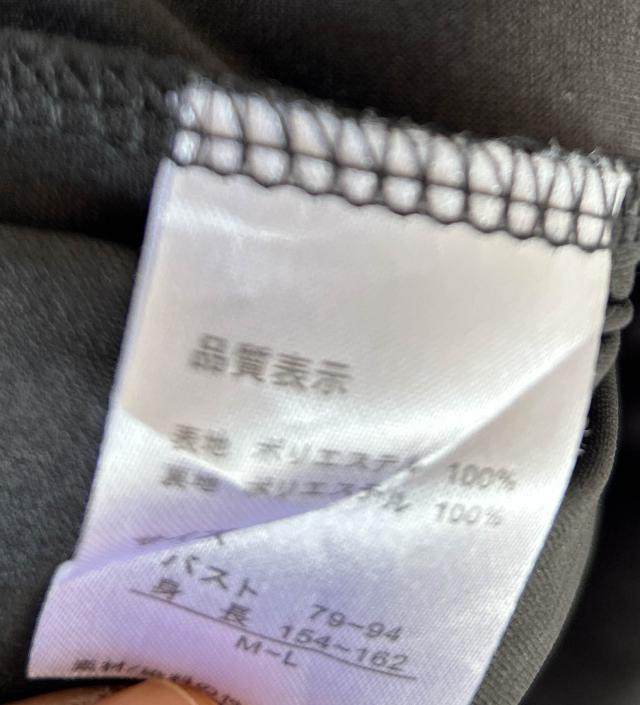 品質表示
表地 ポリエステル 100%
裏地 ポリエステル 100%
バスト 79~94
身長 154~162
M~L